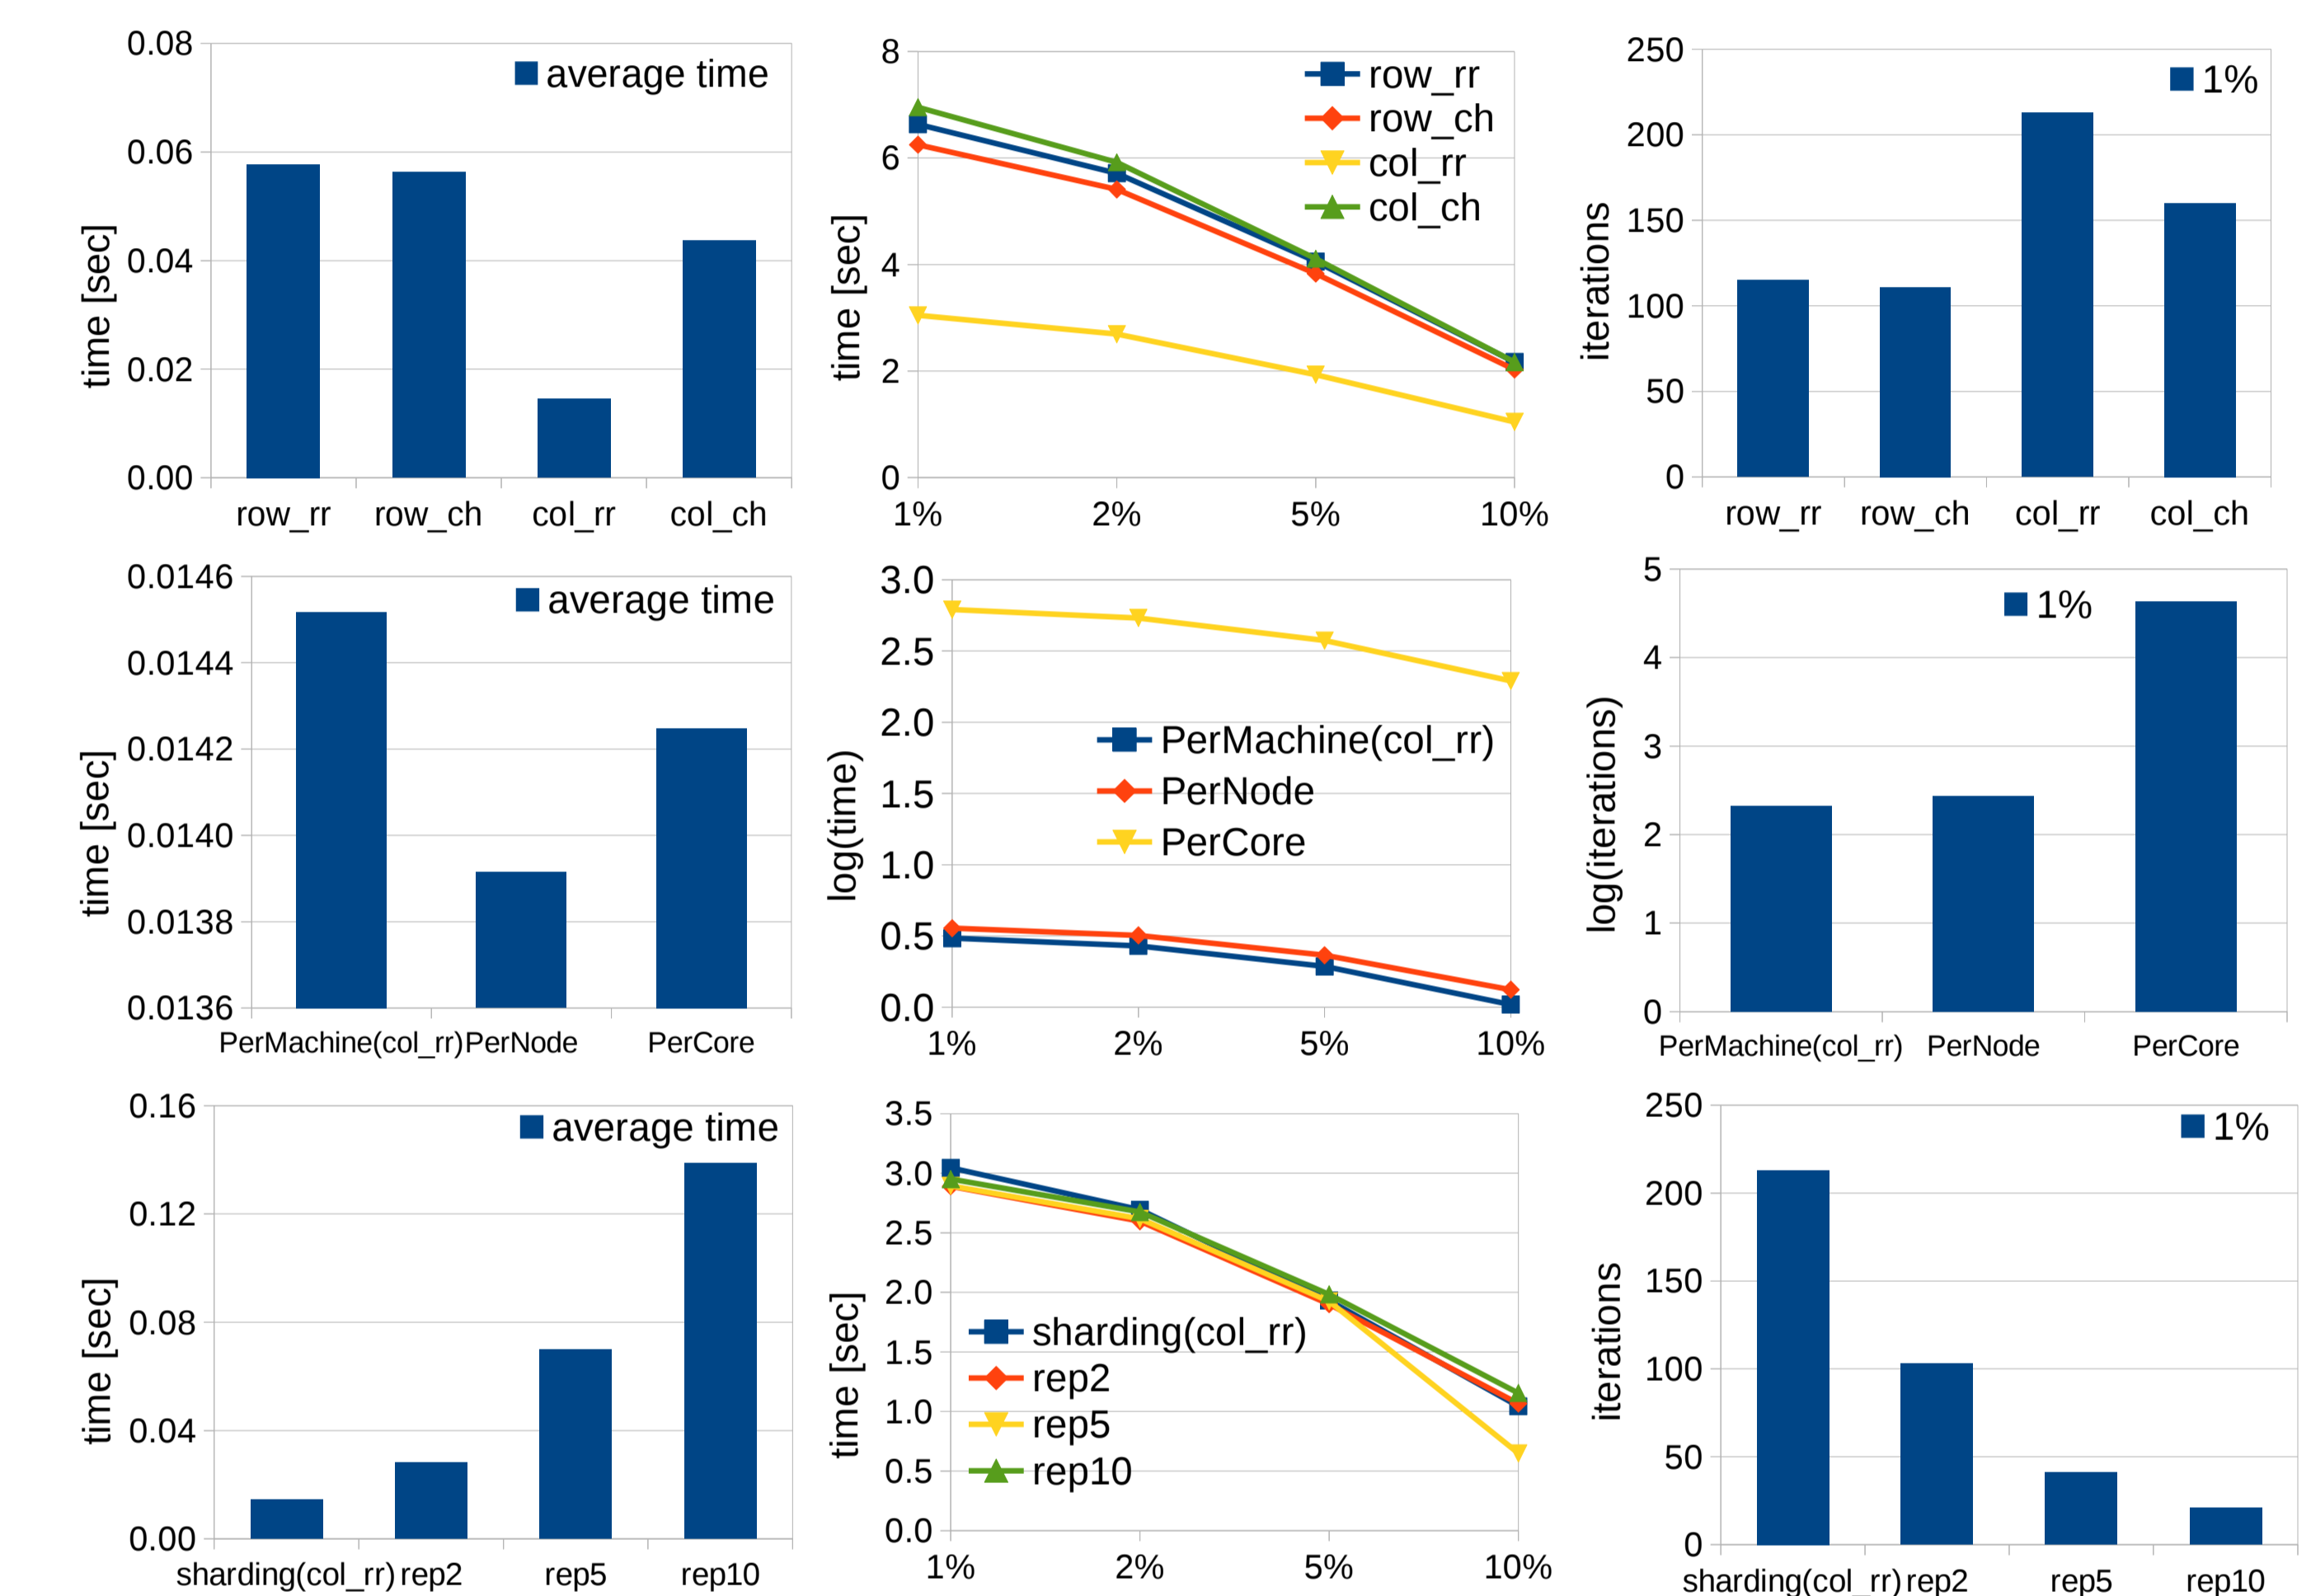 0.08
0.06
0.04
0.02
0.00
time [sec]
average time
row_rr row_ch col_rr col_ch
8
6
4
2
0
time [sec]
row_rr
row_ch
col_rr
col_ch
1% 2% 5% 10%
250
200
150
100
50
0
iterations
1%
row_rr row_ch col_rr col_ch
0.0146
0.0144
0.0142
0.0140
0.0138
0.0136
time [sec]
average time
PerMachine(col_rr) PerNode PerCore
3.0
2.5
2.0
1.5
1.0
0.5
0.0
log(time)
PerMachine(col_rr)
PerNode
PerCore
1% 2% 5% 10%
5
4
3
2
1
0
log(iterations)
1%
PerMachine(col_rr) PerNode PerCore
0.16
0.12
0.08
0.04
0.00
time [sec]
average time
sharding(col_rr) rep2 rep5 rep10
3.5
3.0
2.5
2.0
1.5
1.0
0.5
0.0
time [sec]
sharding(col_rr)
rep2
rep5
rep10
1% 2% 5% 10%
250
200
150
100
50
0
iterations
1%
sharding(col_rr) rep2 rep5 rep10